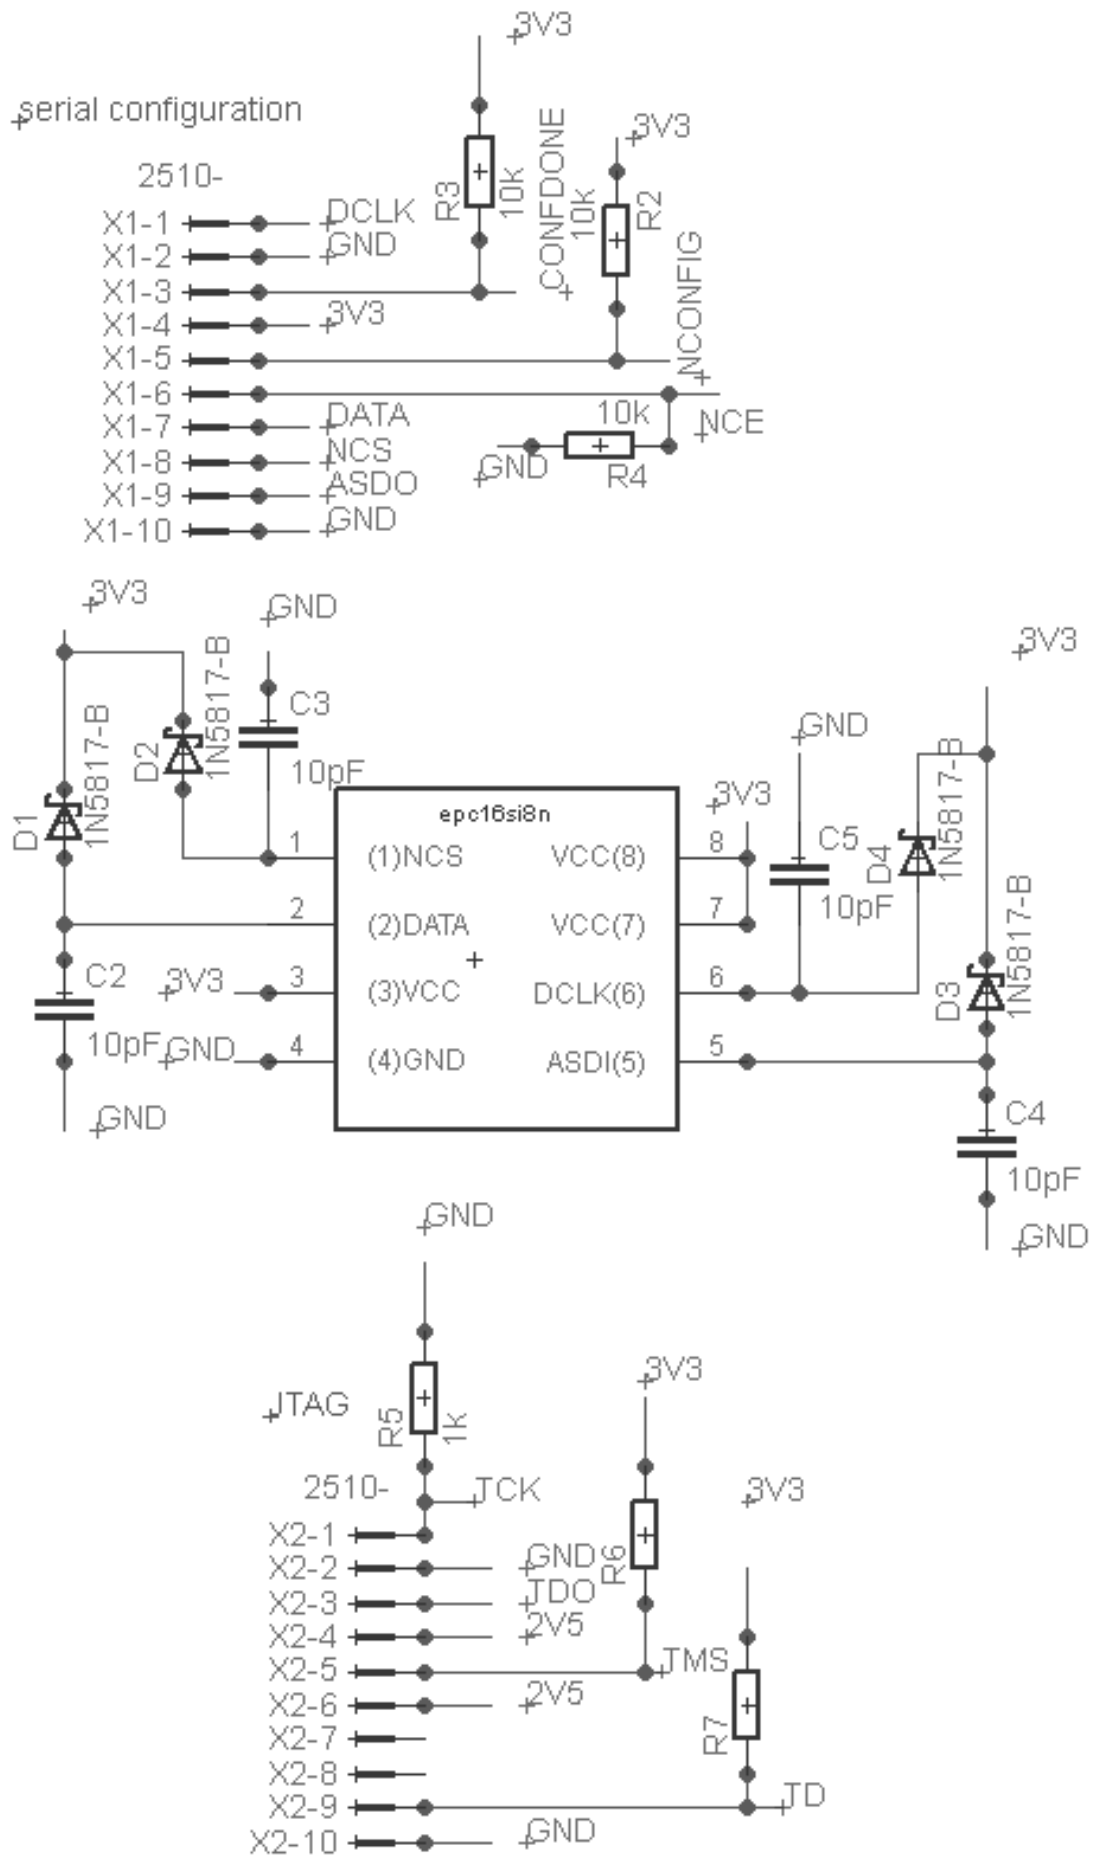 3V3
serial configuration
3V3
2510-
R3
10k
CONFDONE
10k
R2
NCONFIG
X1-1 DCLK
X1-2 GND
X1-3
X1-4 3V3
X1-5
X1-6
X1-7 DATA
X1-8 NCS
X1-9 ASDO
X1-10 GND
10k
NCE
GND
R4
3V3
GND
3V3
D1
1N5817-B
D2
1N5817-B
C3
10pF
epc16si8n
1 (1)NCS VCC(8) 8
2 (2)DATA VCC(7) 7
3V3 3 (3)VCC DCLK(6) 6
GND 4 (4)GND ASDI(5) 5
C2
10pF
GND
3V3
GND
C5
10pF
D4
1N5817-B
D3
1N5817-B
C4
10pF
GND
GND
JTAG
R5
1k
3V3
2510-
TCK
3V3
X2-1
X2-2 GND
R6
X2-3 TDO
X2-4 2V5
X2-5 TMS
X2-6 2V5
R7
X2-7
X2-8
X2-9 TD
X2-10 GND